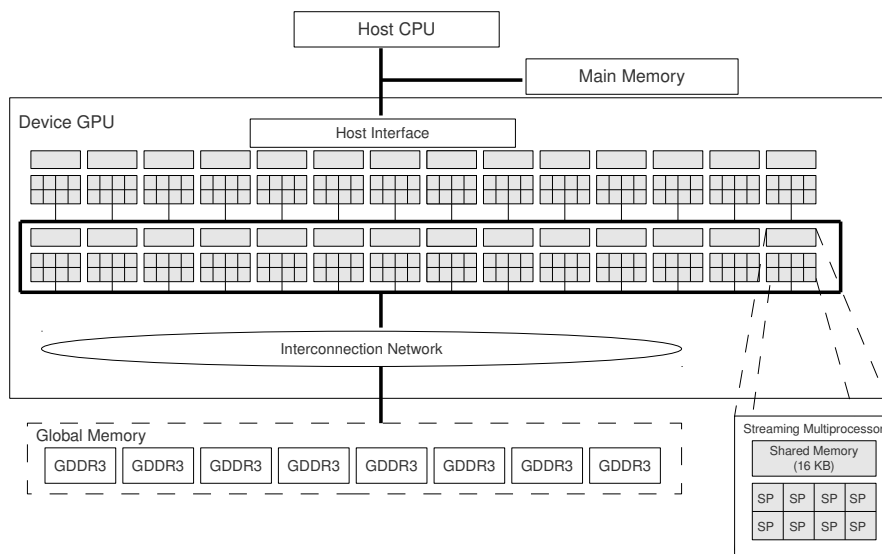 Host CPU
Main Memory
Device GPU
Host Interface
Interconnection Network
Global Memory
GDDR3 GDDR3 GDDR3 GDDR3 GDDR3 GDDR3 GDDR3 GDDR3
Streaming Multiprocessor
Shared Memory
(16 KB)
SP SP SP SP
SP SP SP SP